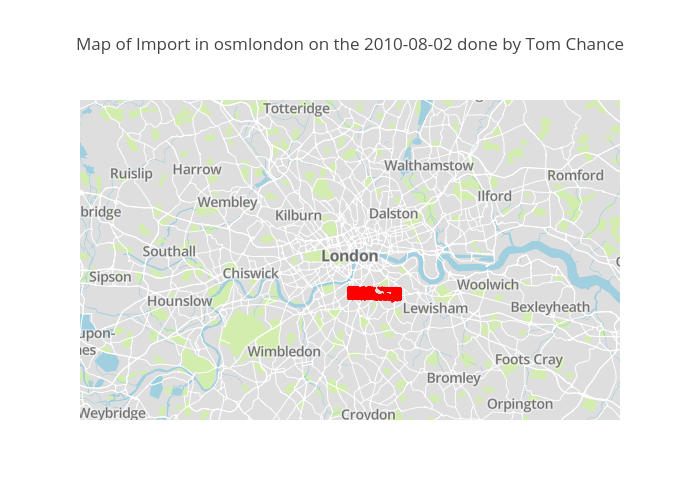 Map of Import in osmlondon on the 2010-08-02 done by Tom Chance
Totteridge
Walthamstow
Ruislip
Harrow
Romford
Ilford
Wembley
bridge
Kilburn
Dalston
Southall
London
Chiswick
Sipson
Woolwich
Hounslow
Lewisham
Bexleyheath
upon-
nes
Wimbledon
Foots Cray
Bromley
Orpington
Weybridge
Croydon